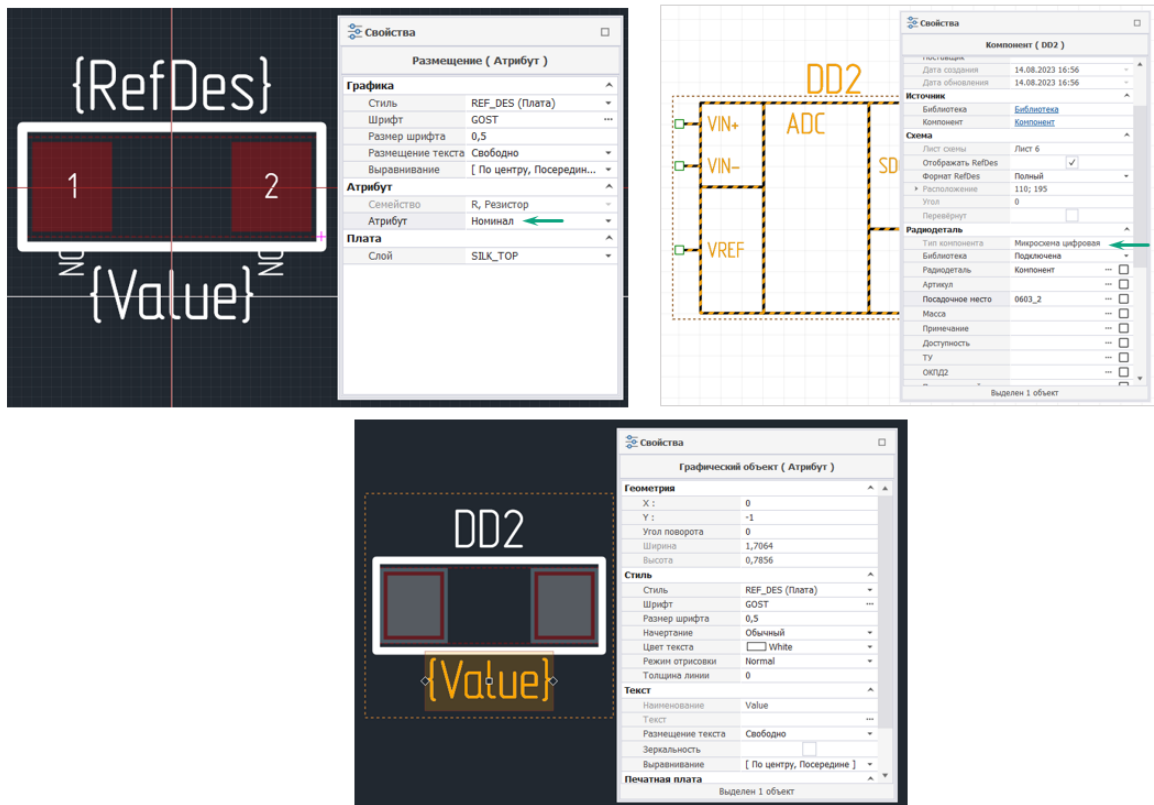 {RefDes}
1
2
NC
NC
{Value}
Свойства
Размещение ( Атрибут )
Графика
Стиль REF_DES (Плата)
Шрифт GOST ...
Размер шрифта 0,5
Размещение текста Свободно
Выравнивание [ По центру, Посередин...
Атрибут
Семейство R, Резистор
Атрибут Номинал
Плата
Слой SILK_TOP
DD2
VIN+
ADC
VIN-
SD
VREF
Свойства
Компонент ( DD2 )
Поставщик
Дата создания 14.08.2023 16:56
Дата обновления 14.08.2023 16:56
Источник
Библиотека Библиотека
Компонент Компонент
Схема
Лист схемы Лист 6
Отображать RefDes
Формат RefDes Полный
Расположение 110; 195
Угол 0
Перевёрнут
Радиодеталь
Тип компонента Микросхема цифровая
Библиотека Подключена
Радиодеталь Компонент ...
Артикул ...
Посадочное место 0603_2 ...
Масса ...
Примечание ...
Доступность ...
ТУ ...
ОКПД2 ...
Выделен 1 объект
DD2
{Value}
Свойства
Графический объект ( Атрибут )
Геометрия
X : 0
Y : -1
Угол поворота 0
Ширина 1,7064
Высота 0,7856
Стиль
Стиль REF_DES (Плата)
Шрифт GOST ...
Размер шрифта 0,5
Начертание Обычный
Цвет текста White
Режим отрисовки Normal
Толщина линии 0
Текст
Наименование Value
Текст ...
Размещение текста Свободно
Зеркальность
Выравнивание [ По центру, Посередине ]
Печатная плата
Выделен 1 объект